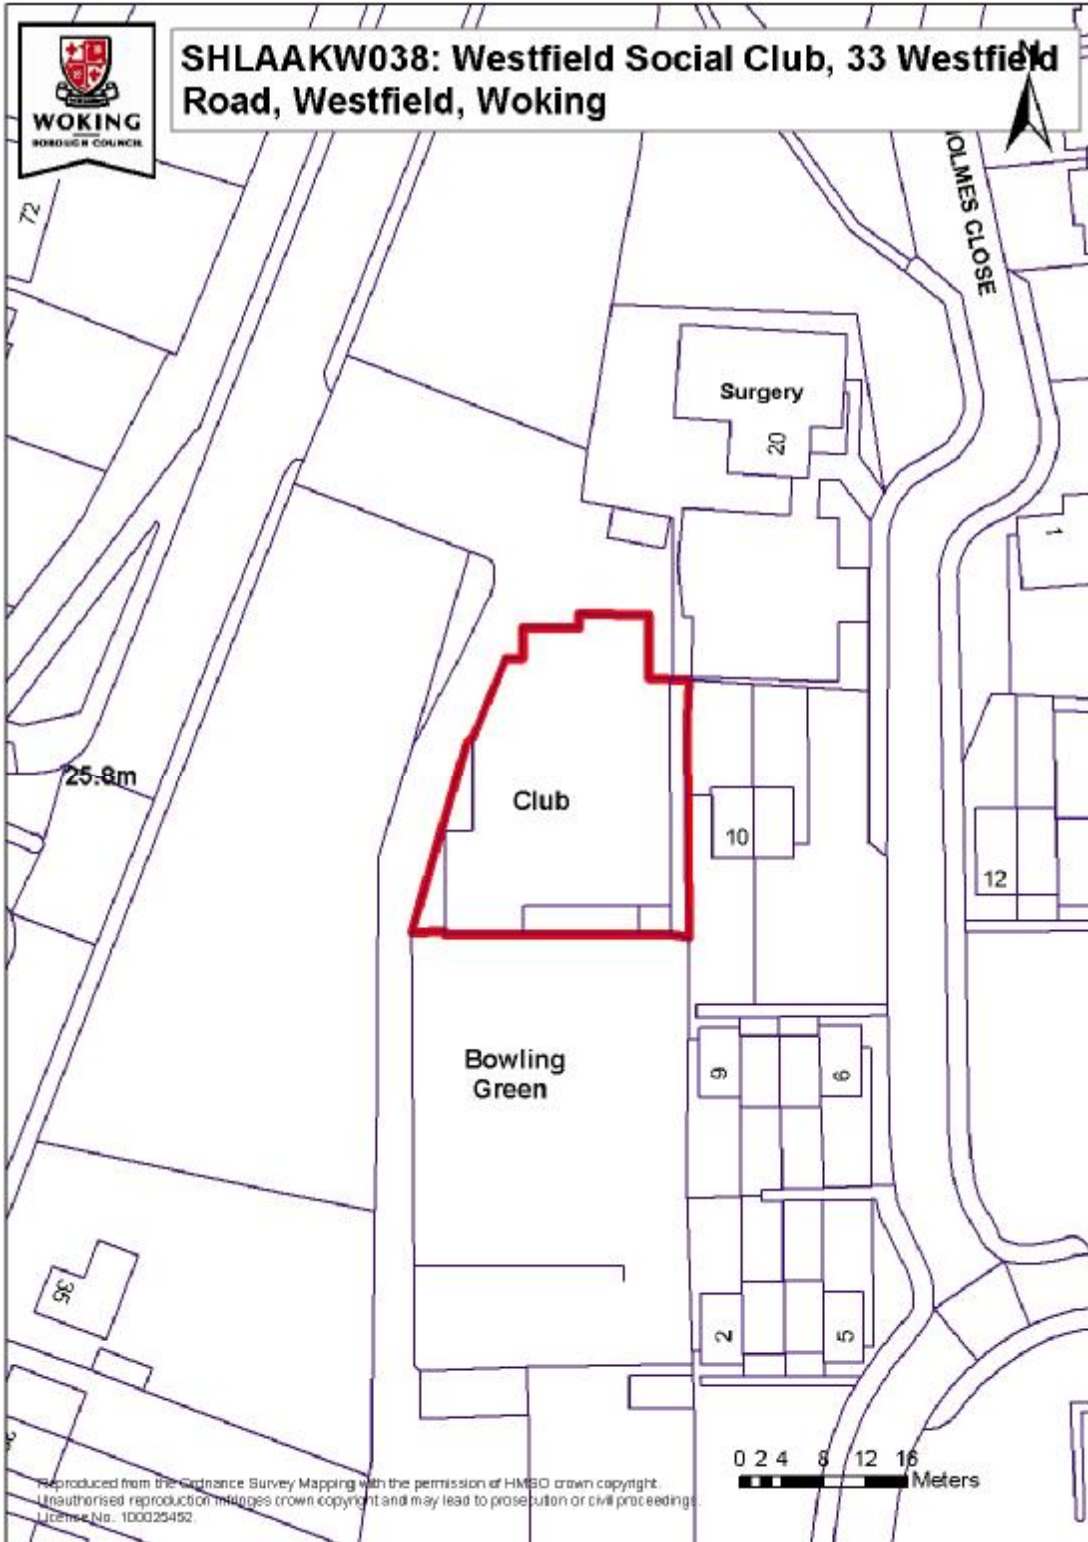 WOKING
BOROUGH COUNCIL
SHLAAKW038: Westfield Social Club, 33 Westfield
Road, Westfield, Woking
N
72
OLMES CLOSE
Surgery
20
1
25.8m
Club
10
12
Bowling
Green
9
6
35
2
5
0 2 4 8 12 16
Meters
Reproduced from the Ordnance Survey Mapping with the permission of HMSO crown copyright.
Unauthorised reproduction infringes crown copyright and may lead to prosecution or civil proceedings.
Licence No. 100025452.